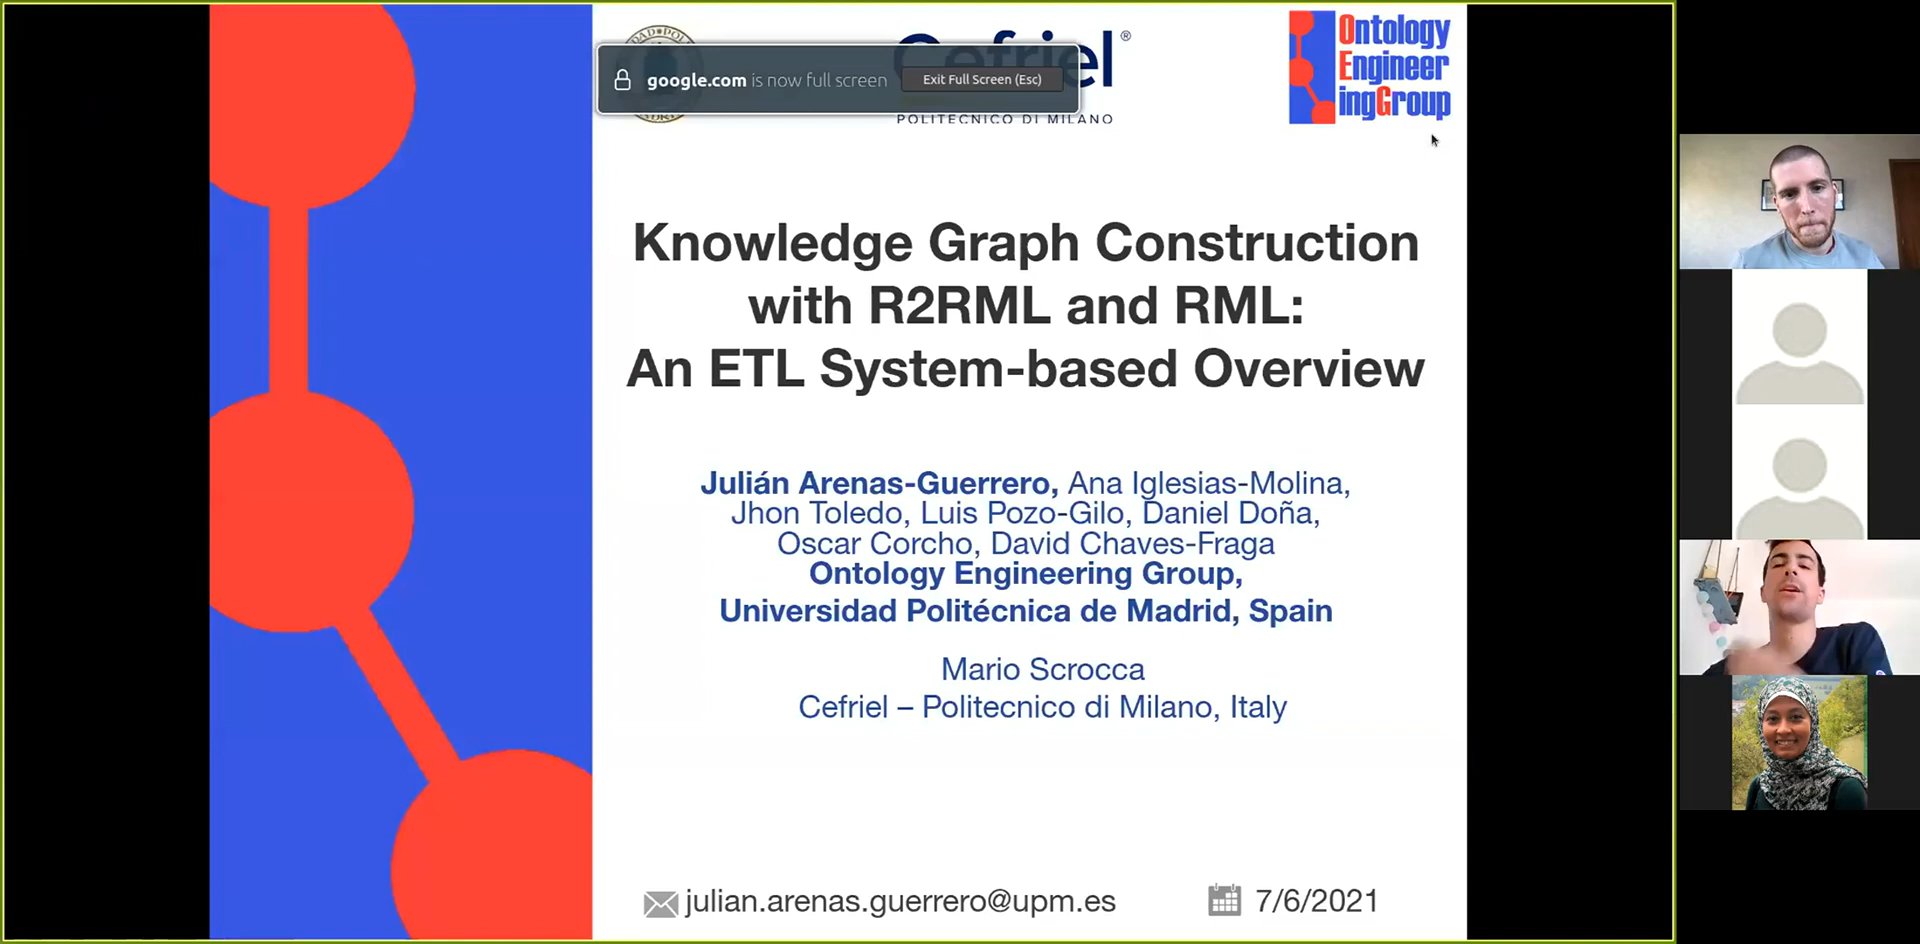 google.com is now full screen Exit Full Screen (Esc)
POLITECNICO DI MILANO
Ontology
Engineer
ingGroup
Knowledge Graph Construction
with R2RML and RML:
An ETL System-based Overview
Julián Arenas-Guerrero, Ana Iglesias-Molina,
Jhon Toledo, Luis Pozo-Gilo, Daniel Doña,
Oscar Corcho, David Chaves-Fraga
Ontology Engineering Group,
Universidad Politécnica de Madrid, Spain
Mario Scrocca
Cefriel – Politecnico di Milano, Italy
julian.arenas.guerrero@upm.es
7/6/2021